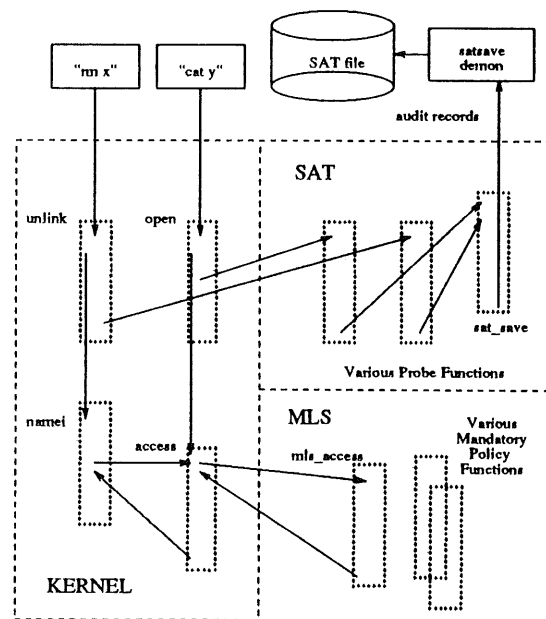 "rm x"
"cat y"
SAT file
satsave
demon
audit records
SAT
unlink
open
sat_save
Various Probe Functions
MLS
namei
access
mls_access
Various
Mandatory
Policy
Functions
KERNEL